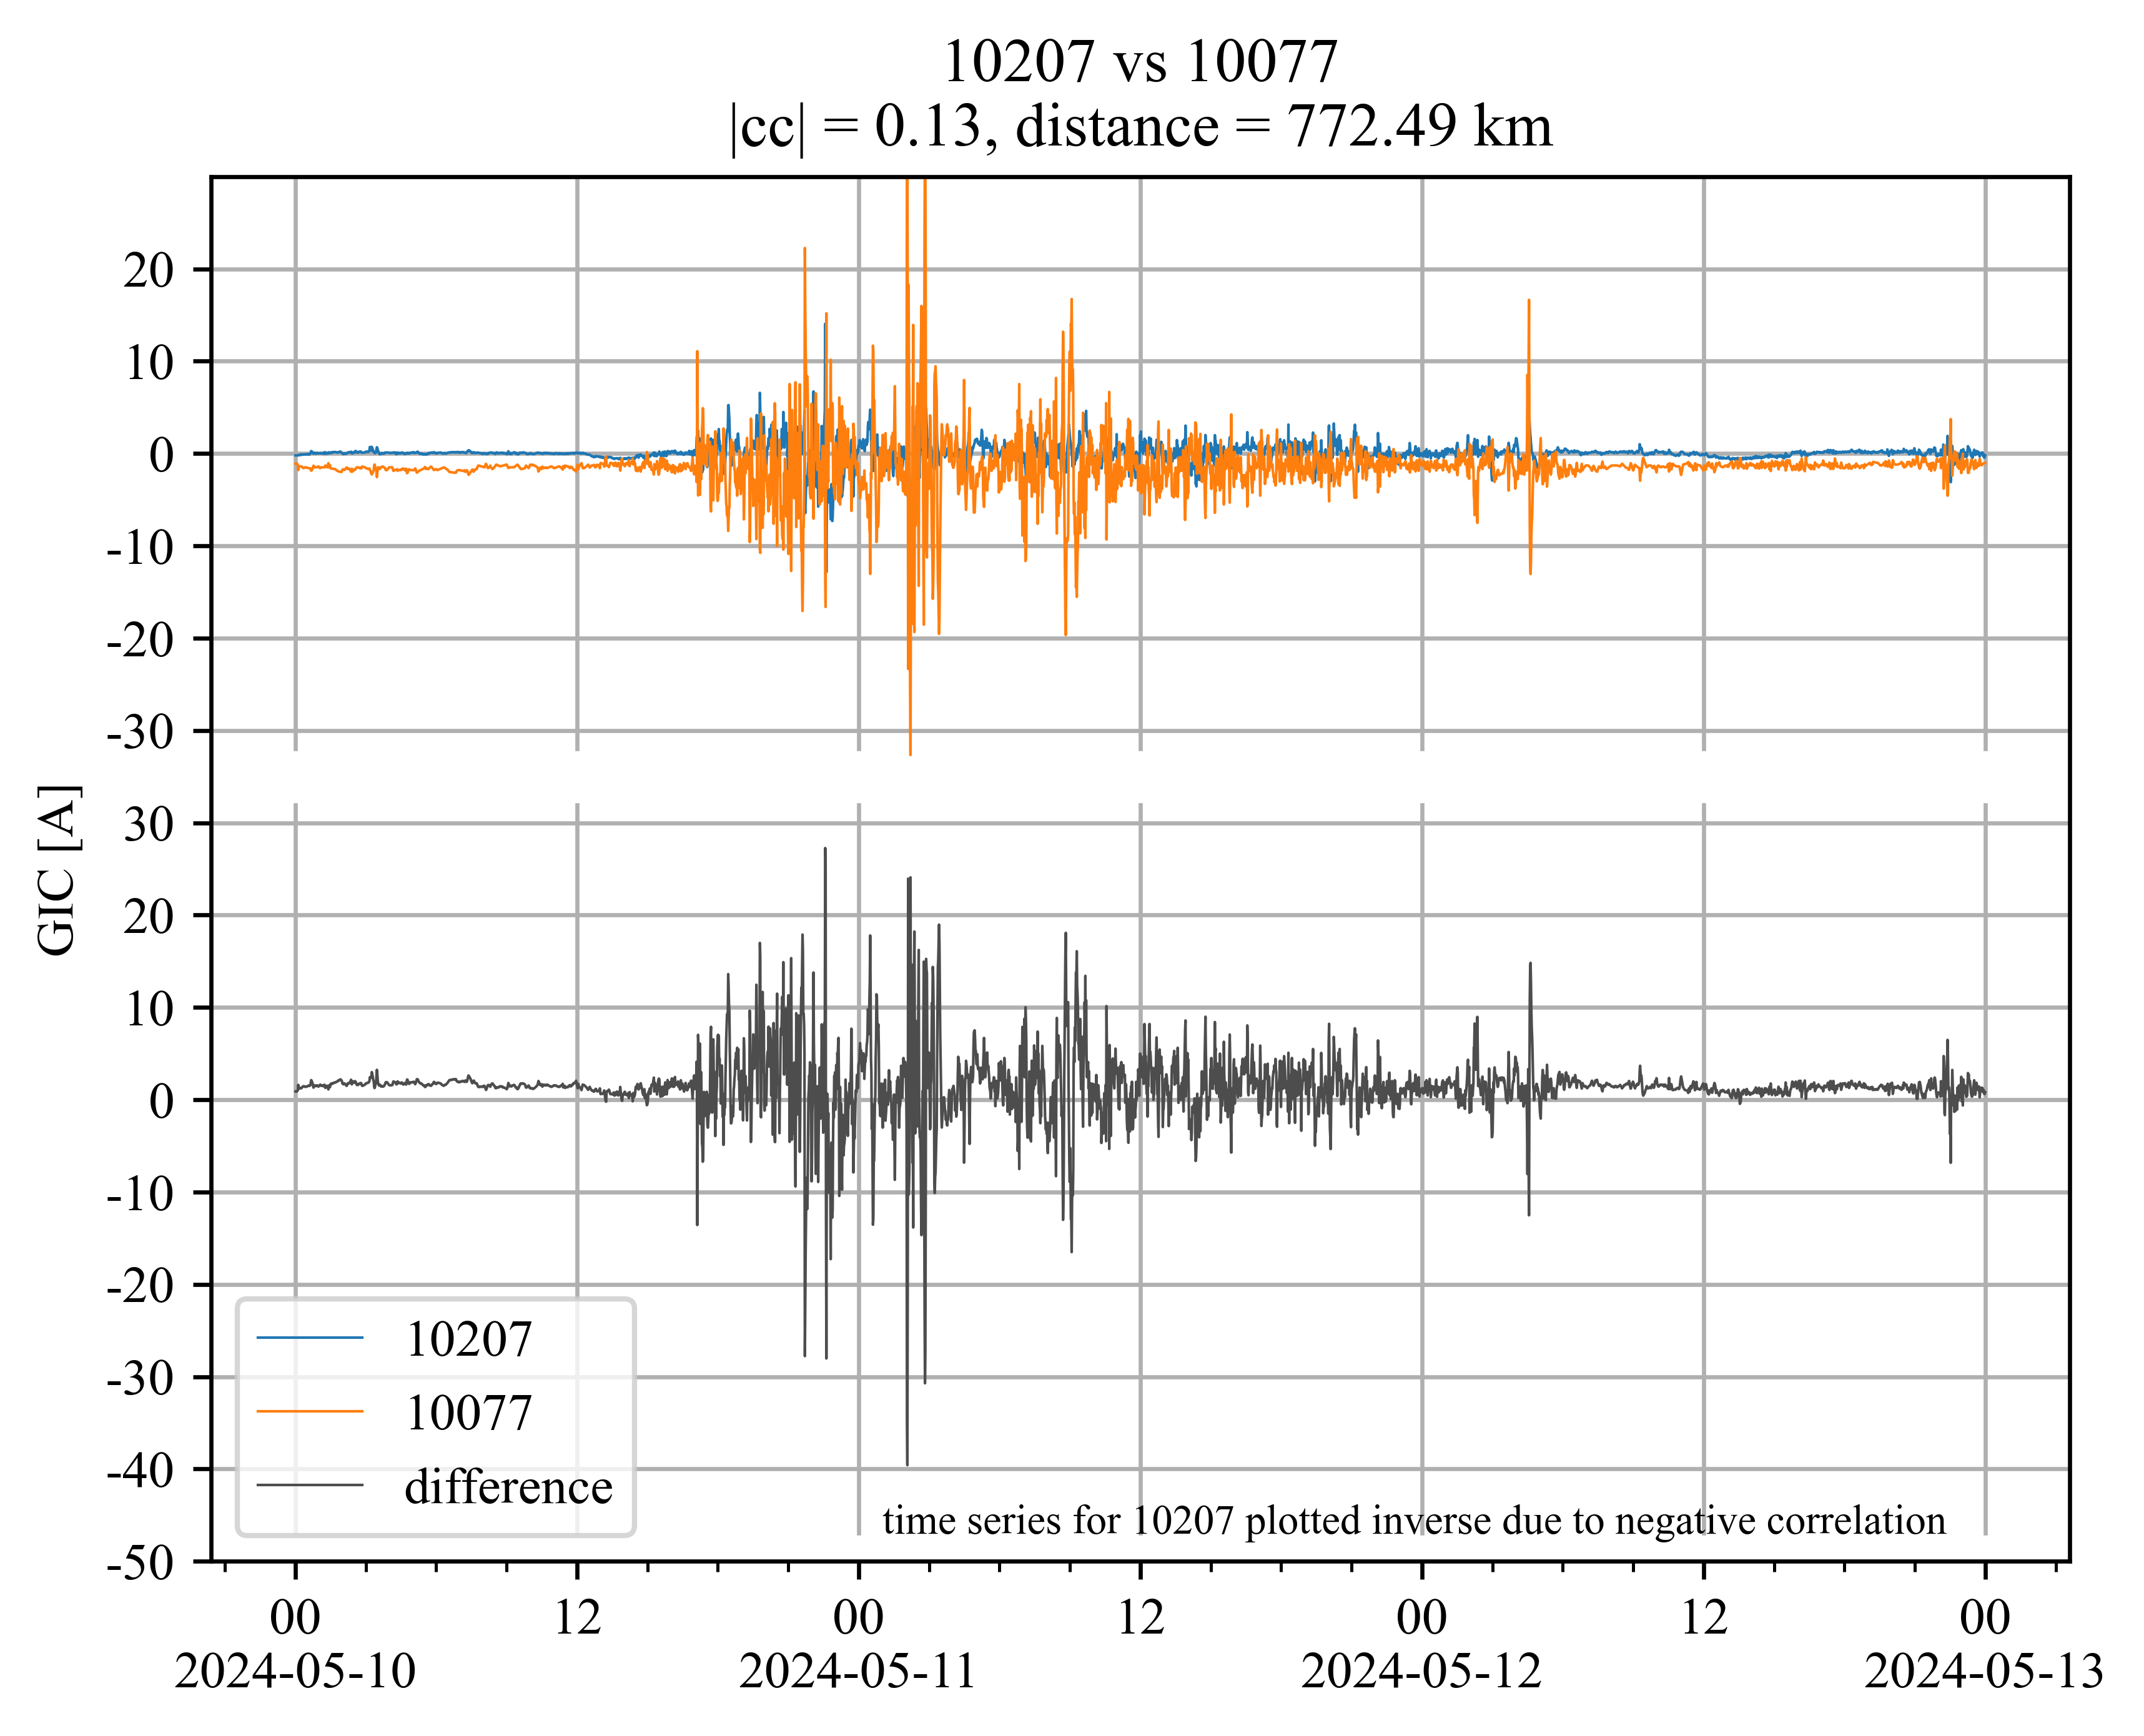 10207 vs 10077
|cc| = 0.13, distance = 772.49 km
GIC [A]
20
10
0
-10
-20
-30
30
20
10
0
-10
-20
-30
-40
-50
10207
10077
difference
time series for 10207 plotted inverse due to negative correlation
00 12 00 12 00 12 00
2024-05-10 2024-05-11 2024-05-12 2024-05-13